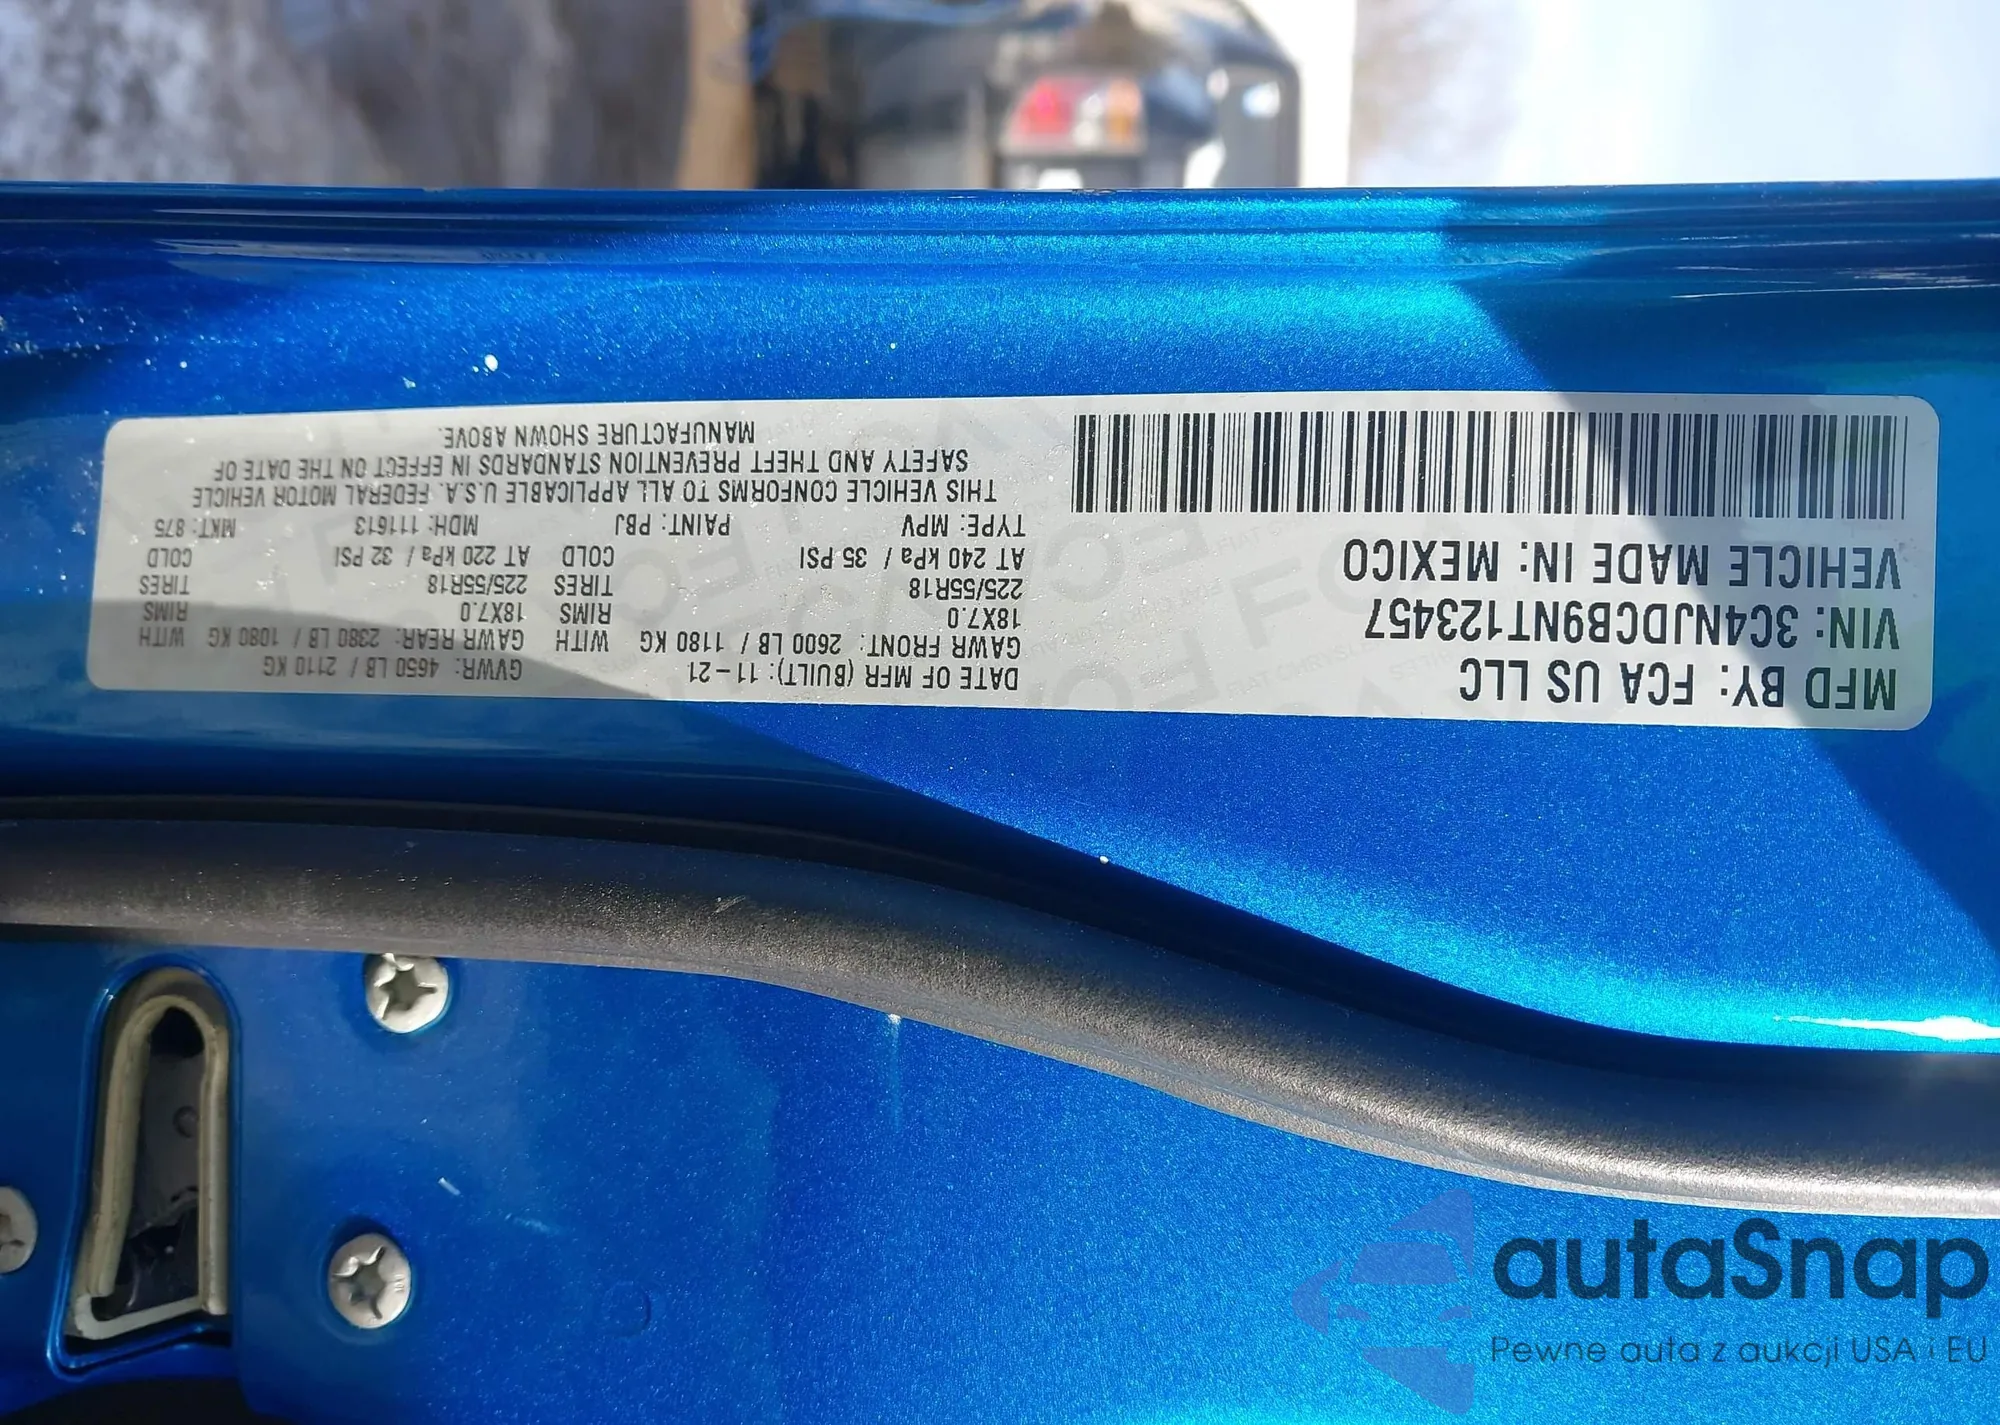 MFD BY: FCA US LLC
VIN: 3C4NJDCB9NT123457
VEHICLE MADE IN: MEXICO
DATE OF MFR (BUILT): 11-21 GVWR: 4650 LB / 2110 KG
GAWR FRONT: 2600 LB / 1180 KG WITH GAWR REAR: 2380 LB / 1080 KG WITH
18X7.0 RIMS 18X7.0 RIMS
225/55R18 TIRES 225/55R18 TIRES
AT 240 kPa / 35 PSI COLD AT 220 kPa / 32 PSI COLD
TYPE: MPV PAINT: PBJ MDH: 111613 MKT: 875
THIS VEHICLE CONFORMS TO ALL APPLICABLE U.S.A. FEDERAL MOTOR VEHICLE
SAFETY AND THEFT PREVENTION STANDARDS IN EFFECT ON THE DATE OF
MANUFACTURE SHOWN ABOVE.
autaSnap
Pewne auta z aukcji USA i EU